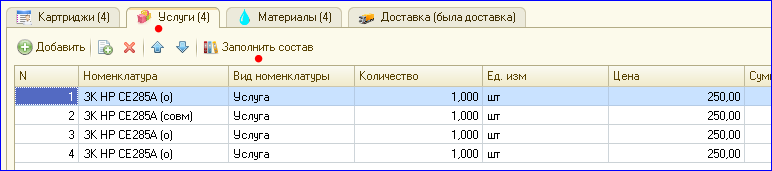 Картриджи (4) Услуги (4) Материалы (4) Доставка (была доставка)
Добавить Заполнить состав
N Номенклатура Вид номенклатуры Количество Ед. изм Цена Сумм
1 ЗК HP CE285A (о) Услуга 1,000 шт 250,00
2 ЗК HP CE285A (совм) Услуга 1,000 шт 250,00
3 ЗК HP CE285A (о) Услуга 1,000 шт 250,00
4 ЗК HP CE285A (о) Услуга 1,000 шт 250,00